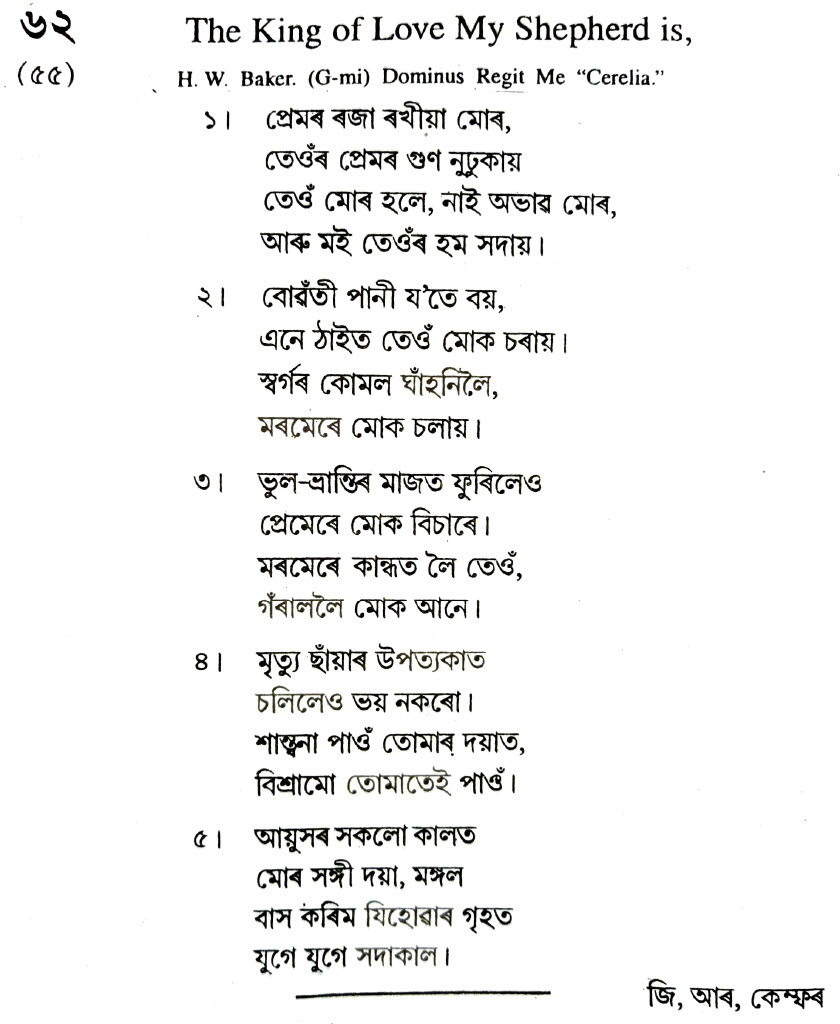 ৬২
The King of Love My Shepherd is,
(৫৫)
H. W. Baker. (G-mi) Dominus Regit Me “Cerelia.”
১। প্ৰেমৰ ৰজা ৰখীয়া মোৰ,
তেওঁৰ প্ৰেমৰ গুণ নুঢুকায়
তেওঁ মোৰ হলে, নাই অভাৱ মোৰ,
আৰু মই তেওঁৰ হম সদায়।
২। বোৱঁতী পানী য’তে বয়,
এনে ঠাইত তেওঁ মোক চৰায়।
স্বৰ্গৰ কোমল ঘাঁহনিলৈ,
মৰমেৰে মোক চলায়।
৩। ভুল-ভ্ৰান্তিৰ মাজত ফুৰিলেও
প্ৰেমেৰে মোক বিচাৰে।
মৰমেৰে কান্ধত লৈ তেওঁ,
গঁৰাললৈ মোক আনে।
৪। মৃত্যু ছাঁয়াৰ উপত্যকাত
চলিলেও ভয় নকৰো।
শান্ত্বনা পাওঁ তোমাৰ দয়াত,
বিশ্ৰামো তোমাতেই পাওঁ।
৫। আয়ুসৰ সকলো কালত
মোৰ সঙ্গী দয়া, মঙ্গল
বাস কৰিম যিহোৱাৰ গৃহত
যুগে যুগে সদাকাল।
জি, আৰ, কেম্ফৰ